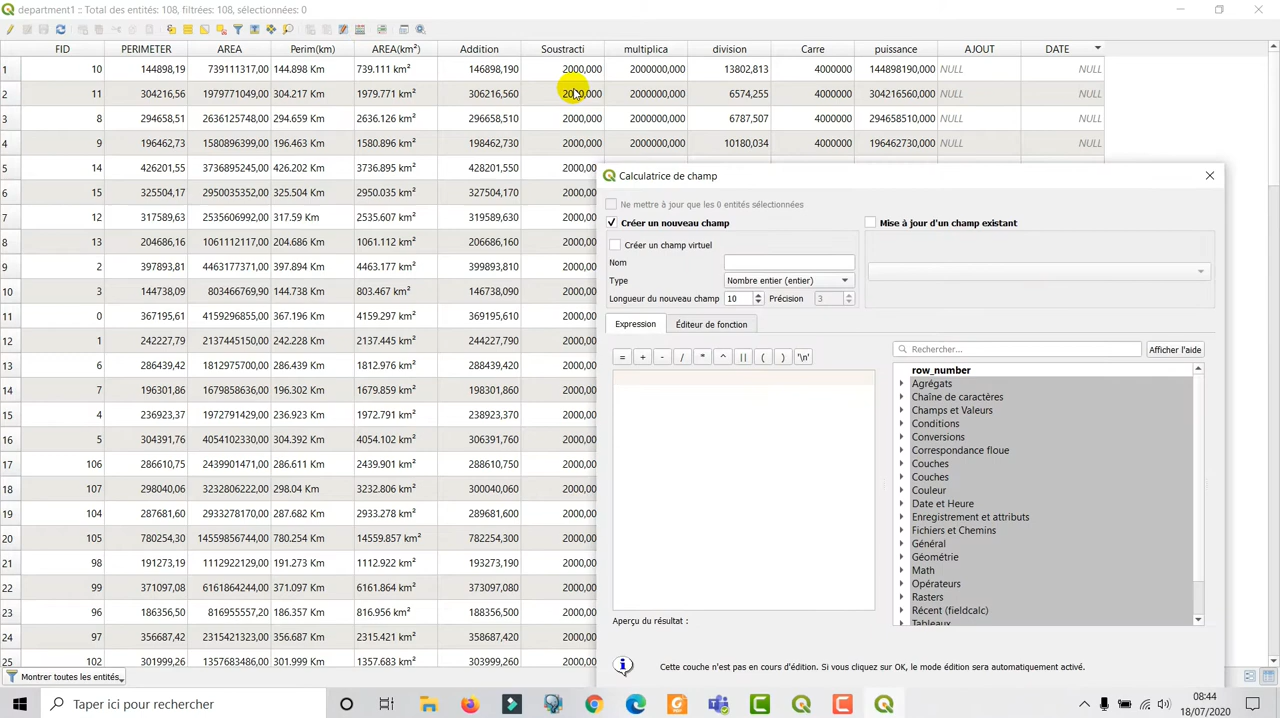 department1 :: Total des entités: 108, filtrées: 108, sélectionnées: 0
FID PERIMETER AREA Perim(km) AREA(km²) Addition Soustracti multiplica division Carre puissance AJOUT DATE
1 10 144898,19 739111317,00 144.898 Km 739.111 km² 146898,190 2000,000 2000000,000 13802,813 4000000 144898190,000 NULL NULL
2 11 304216,56 1979771049,00 304.217 Km 1979.771 km² 306216,560 2000,000 2000000,000 6574,255 4000000 304216560,000 NULL NULL
3 8 294658,51 2636125748,00 294.659 Km 2636.126 km² 296658,510 2000,000 2000000,000 6787,507 4000000 294658510,000 NULL NULL
4 9 196462,73 1580896399,00 196.463 Km 1580.896 km² 198462,730 2000,000 2000000,000 10180,034 4000000 196462730,000 NULL NULL
5 14 426201,55 3736895245,00 426.202 Km 3736.895 km² 428201,550 2000,000
6 15 325504,17 2950035352,00 325.504 Km 2950.035 km² 327504,170 2000,000
7 12 317589,63 2535606992,00 317.59 Km 2535.607 km² 319589,630 2000,000
8 13 204686,16 1061112117,00 204.686 Km 1061.112 km² 206686,160 2000,000
9 2 397893,81 4463177371,00 397.894 Km 4463.177 km² 399893,810 2000,000
10 3 144738,09 803466769,90 144.738 Km 803.467 km² 146738,090 2000,000
11 0 367195,61 4159296855,00 367.196 Km 4159.297 km² 369195,610 2000,000
12 1 242227,79 2137445150,00 242.228 Km 2137.445 km² 244227,790 2000,000
13 6 286439,42 1812975700,00 286.439 Km 1812.976 km² 288439,420 2000,000
14 7 196301,86 1679858636,00 196.302 Km 1679.859 km² 198301,860 2000,000
15 4 236923,37 1972791429,00 236.923 Km 1972.791 km² 238923,370 2000,000
16 5 304391,76 4054102330,00 304.392 Km 4054.102 km² 306391,760 2000,000
17 106 286610,75 2439901471,00 286.611 Km 2439.901 km² 288610,750 2000,000
18 107 298040,06 3232806222,00 298.04 Km 3232.806 km² 300040,060 2000,000
19 104 287681,60 2933278170,00 287.682 Km 2933.278 km² 289681,600 2000,000
20 105 780254,30 14559856744,00 780.254 Km 14559.857 km² 782254,300 2000,000
21 98 191273,19 1112922129,00 191.273 Km 1112.922 km² 193273,190 2000,000
22 99 371097,08 6161864244,00 371.097 Km 6161.864 km² 373097,080 2000,000
23 96 186356,50 816955557,20 186.357 Km 816.956 km² 188356,500 2000,000
24 97 356687,42 2315421323,00 356.687 Km 2315.421 km² 358687,420 2000,000
25 102 301999,26 1357683486,00 301.999 Km 1357.683 km² 303999,260 2000,000
Montrer toutes les entités
Calculatrice de champ
Ne mettre à jour que les 0 entités sélectionnées
Créer un nouveau champ
Mise à jour d'un champ existant
Créer un champ virtuel
Nom
Type Nombre entier (entier)
Longueur du nouveau champ 10 Précision 3
Expression Éditeur de fonction
= + - / * ^ || ( ) '\n'
Rechercher... Afficher l'aide
row_number
Agrégats
Chaîne de caractères
Champs et Valeurs
Conditions
Conversions
Correspondance floue
Couches
Couches
Couleur
Date et Heure
Enregistrement et attributs
Fichiers et Chemins
Général
Géométrie
Math
Opérateurs
Rasters
Récent (fieldcalc)
Tableaux
Aperçu du résultat :
Cette couche n'est pas en cours d'édition. Si vous cliquez sur OK, le mode édition sera automatiquement activé.
Taper ici pour rechercher
08:44
18/07/2020